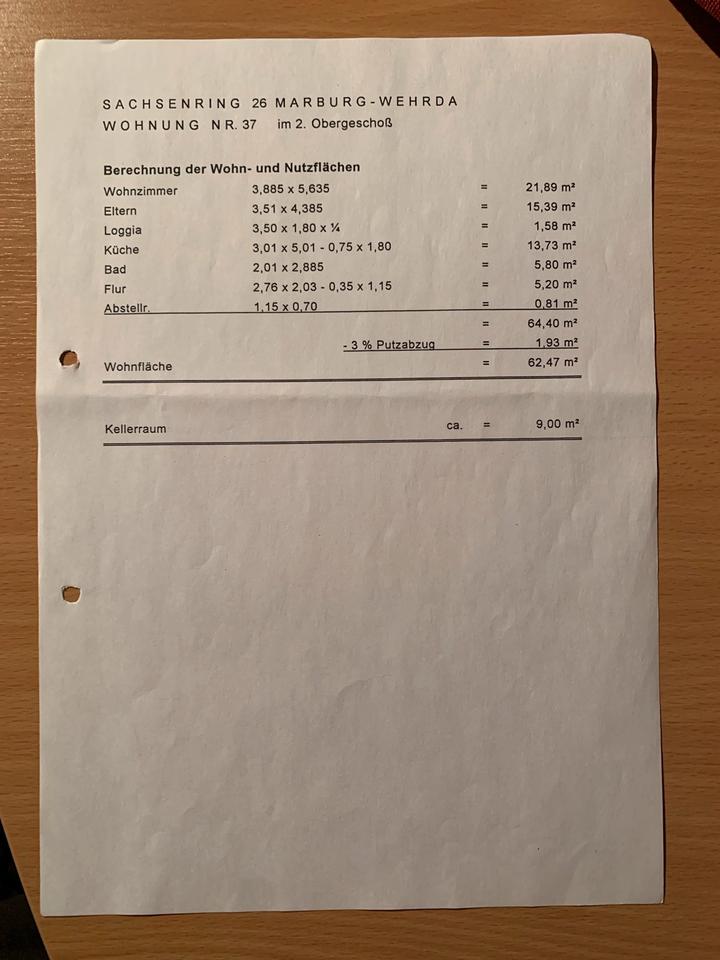 SACHSENRING 26 MARBURG-WEHRDA
WOHNUNG NR. 37 im 2. Obergeschoß
Berechnung der Wohn- und Nutzflächen
Wohnzimmer 3,885 x 5,635 = 21,89 m²
Eltern 3,51 x 4,385 = 15,39 m²
Loggia 3,50 x 1,80 x ¼ = 1,58 m²
Küche 3,01 x 5,01 - 0,75 x 1,80 = 13,73 m²
Bad 2,01 x 2,885 = 5,80 m²
Flur 2,76 x 2,03 - 0,35 x 1,15 = 5,20 m²
Abstellr. 1,15 x 0,70 = 0,81 m²
= 64,40 m²
- 3 % Putzabzug = 1,93 m²
Wohnfläche = 62,47 m²
Kellerraum ca. = 9,00 m²